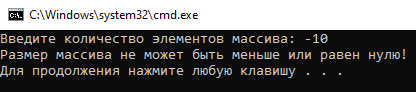 C:\Windows\system32\cmd.exe
Введите количество элементов массива: -10
Размер массива не может быть меньше или равен нулю!
Для продолжения нажмите любую клавишу . . .